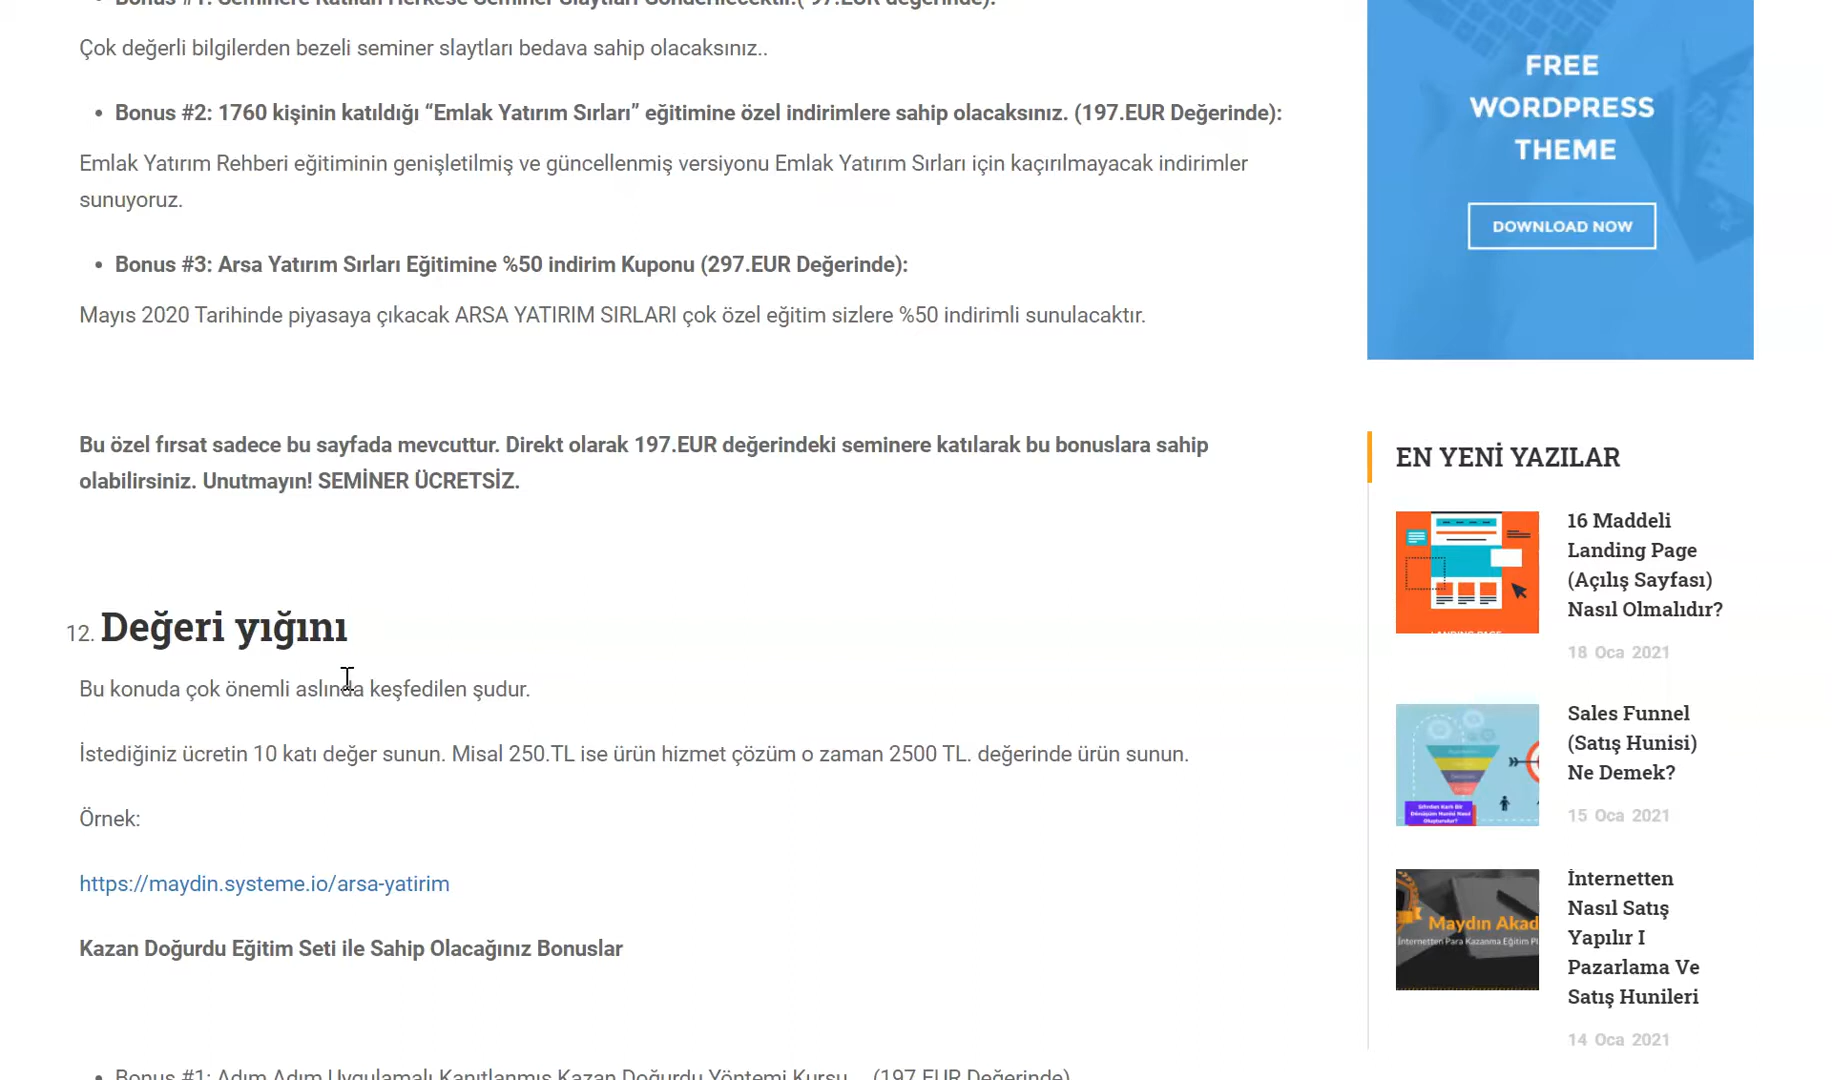 Bonus #1: Seminere Katılan Herkese Seminer Slaytları Gönderilecektir.( 97.EUR değerinde):
Çok değerli bilgilerden bezeli seminer slaytları bedava sahip olacaksınız..
• Bonus #2: 1760 kişinin katıldığı “Emlak Yatırım Sırları” eğitimine özel indirimlere sahip olacaksınız. (197.EUR Değerinde):
Emlak Yatırım Rehberi eğitiminin genişletilmiş ve güncellenmiş versiyonu Emlak Yatırım Sırları için kaçırılmayacak indirimler
sunuyoruz.
• Bonus #3: Arsa Yatırım Sırları Eğitimine %50 indirim Kuponu (297.EUR Değerinde):
Mayıs 2020 Tarihinde piyasaya çıkacak ARSA YATIRIM SIRLARI çok özel eğitim sizlere %50 indirimli sunulacaktır.
Bu özel fırsat sadece bu sayfada mevcuttur. Direkt olarak 197.EUR değerindeki seminere katılarak bu bonuslara sahip
olabilirsiniz. Unutmayın! SEMİNER ÜCRETSİZ.
12. Değeri yığını
Bu konuda çok önemli aslında keşfedilen şudur.
İstediğiniz ücretin 10 katı değer sunun. Misal 250.TL ise ürün hizmet çözüm o zaman 2500 TL. değerinde ürün sunun.
Örnek:
https://maydin.systeme.io/arsa-yatirim
Kazan Doğurdu Eğitim Seti ile Sahip Olacağınız Bonuslar
• Bonus #1: Adım Adım Uygulamalı Kanıtlanmış Kazan Doğurdu Yöntemi Kursu... (197.EUR Değerinde)
FREE
WORDPRESS
THEME
DOWNLOAD NOW
EN YENİ YAZILAR
16 Maddeli
Landing Page
(Açılış Sayfası)
Nasıl Olmalıdır?
18 Oca 2021
Sales Funnel
(Satış Hunisi)
Ne Demek?
15 Oca 2021
Maydın Akad
İnternetten Para Kazanma Eğitim Pl
İnternetten
Nasıl Satış
Yapılır I
Pazarlama Ve
Satış Hunileri
14 Oca 2021